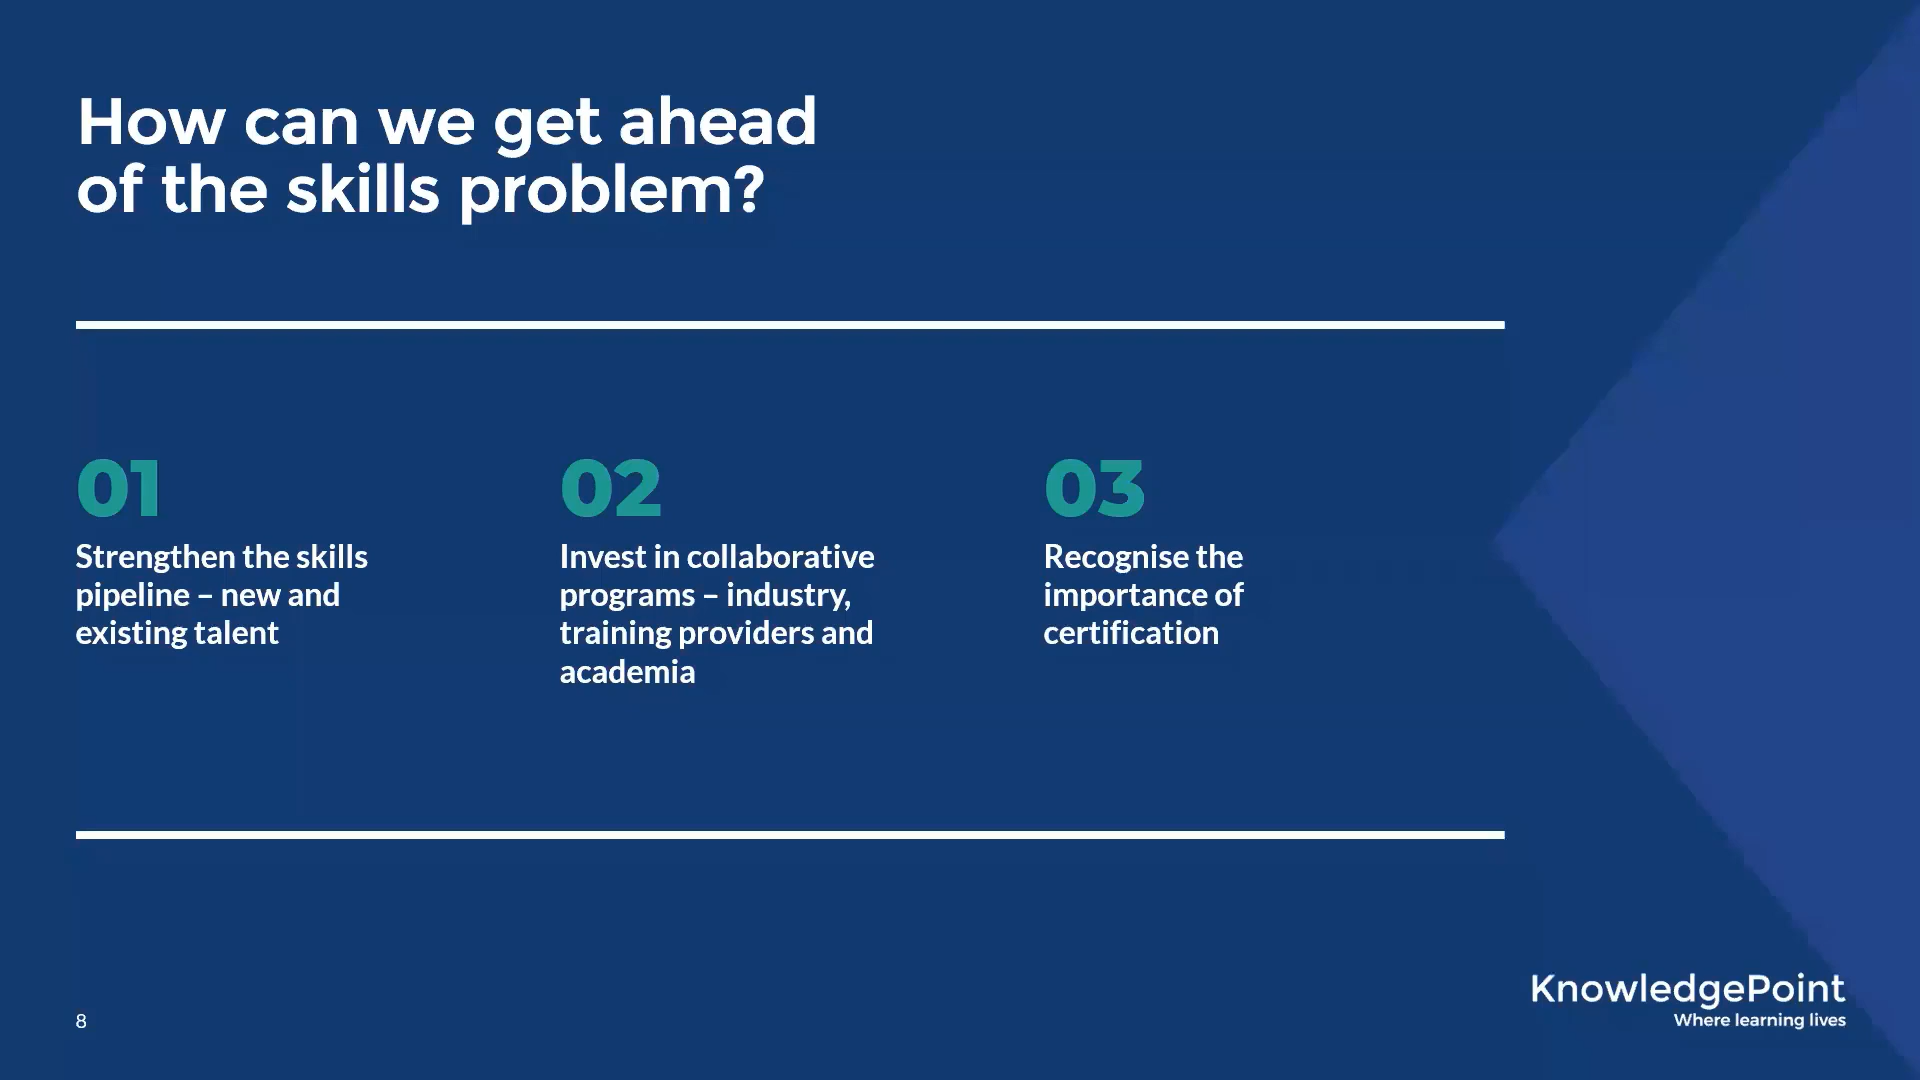 How can we get ahead
of the skills problem?
01
Strengthen the skills
pipeline – new and
existing talent
02
Invest in collaborative
programs – industry,
training providers and
academia
03
Recognise the
importance of
certification
8
KnowledgePoint
Where learning lives